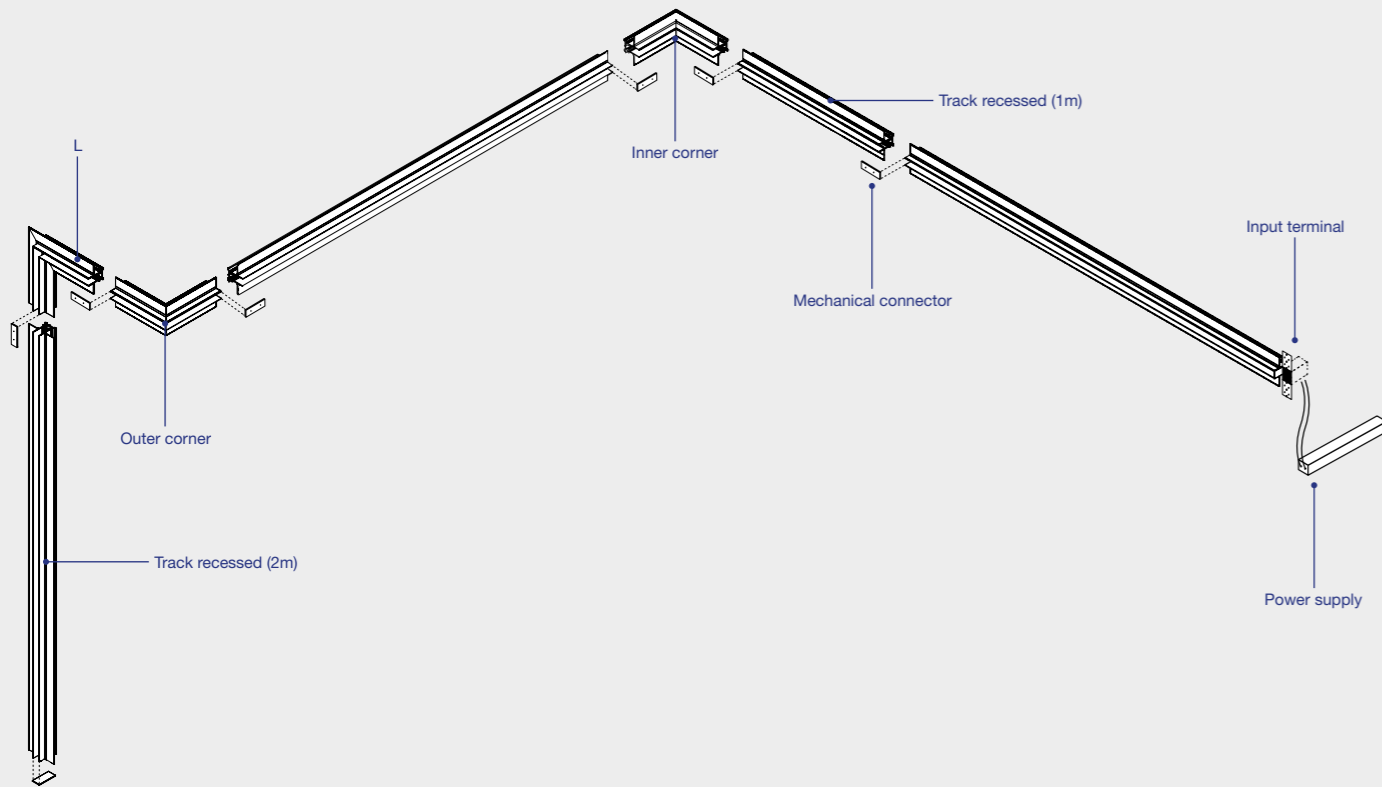 Track recessed (1m)
L
Inner corner
Input terminal
Mechanical connector
Outer corner
Track recessed (2m)
Power supply